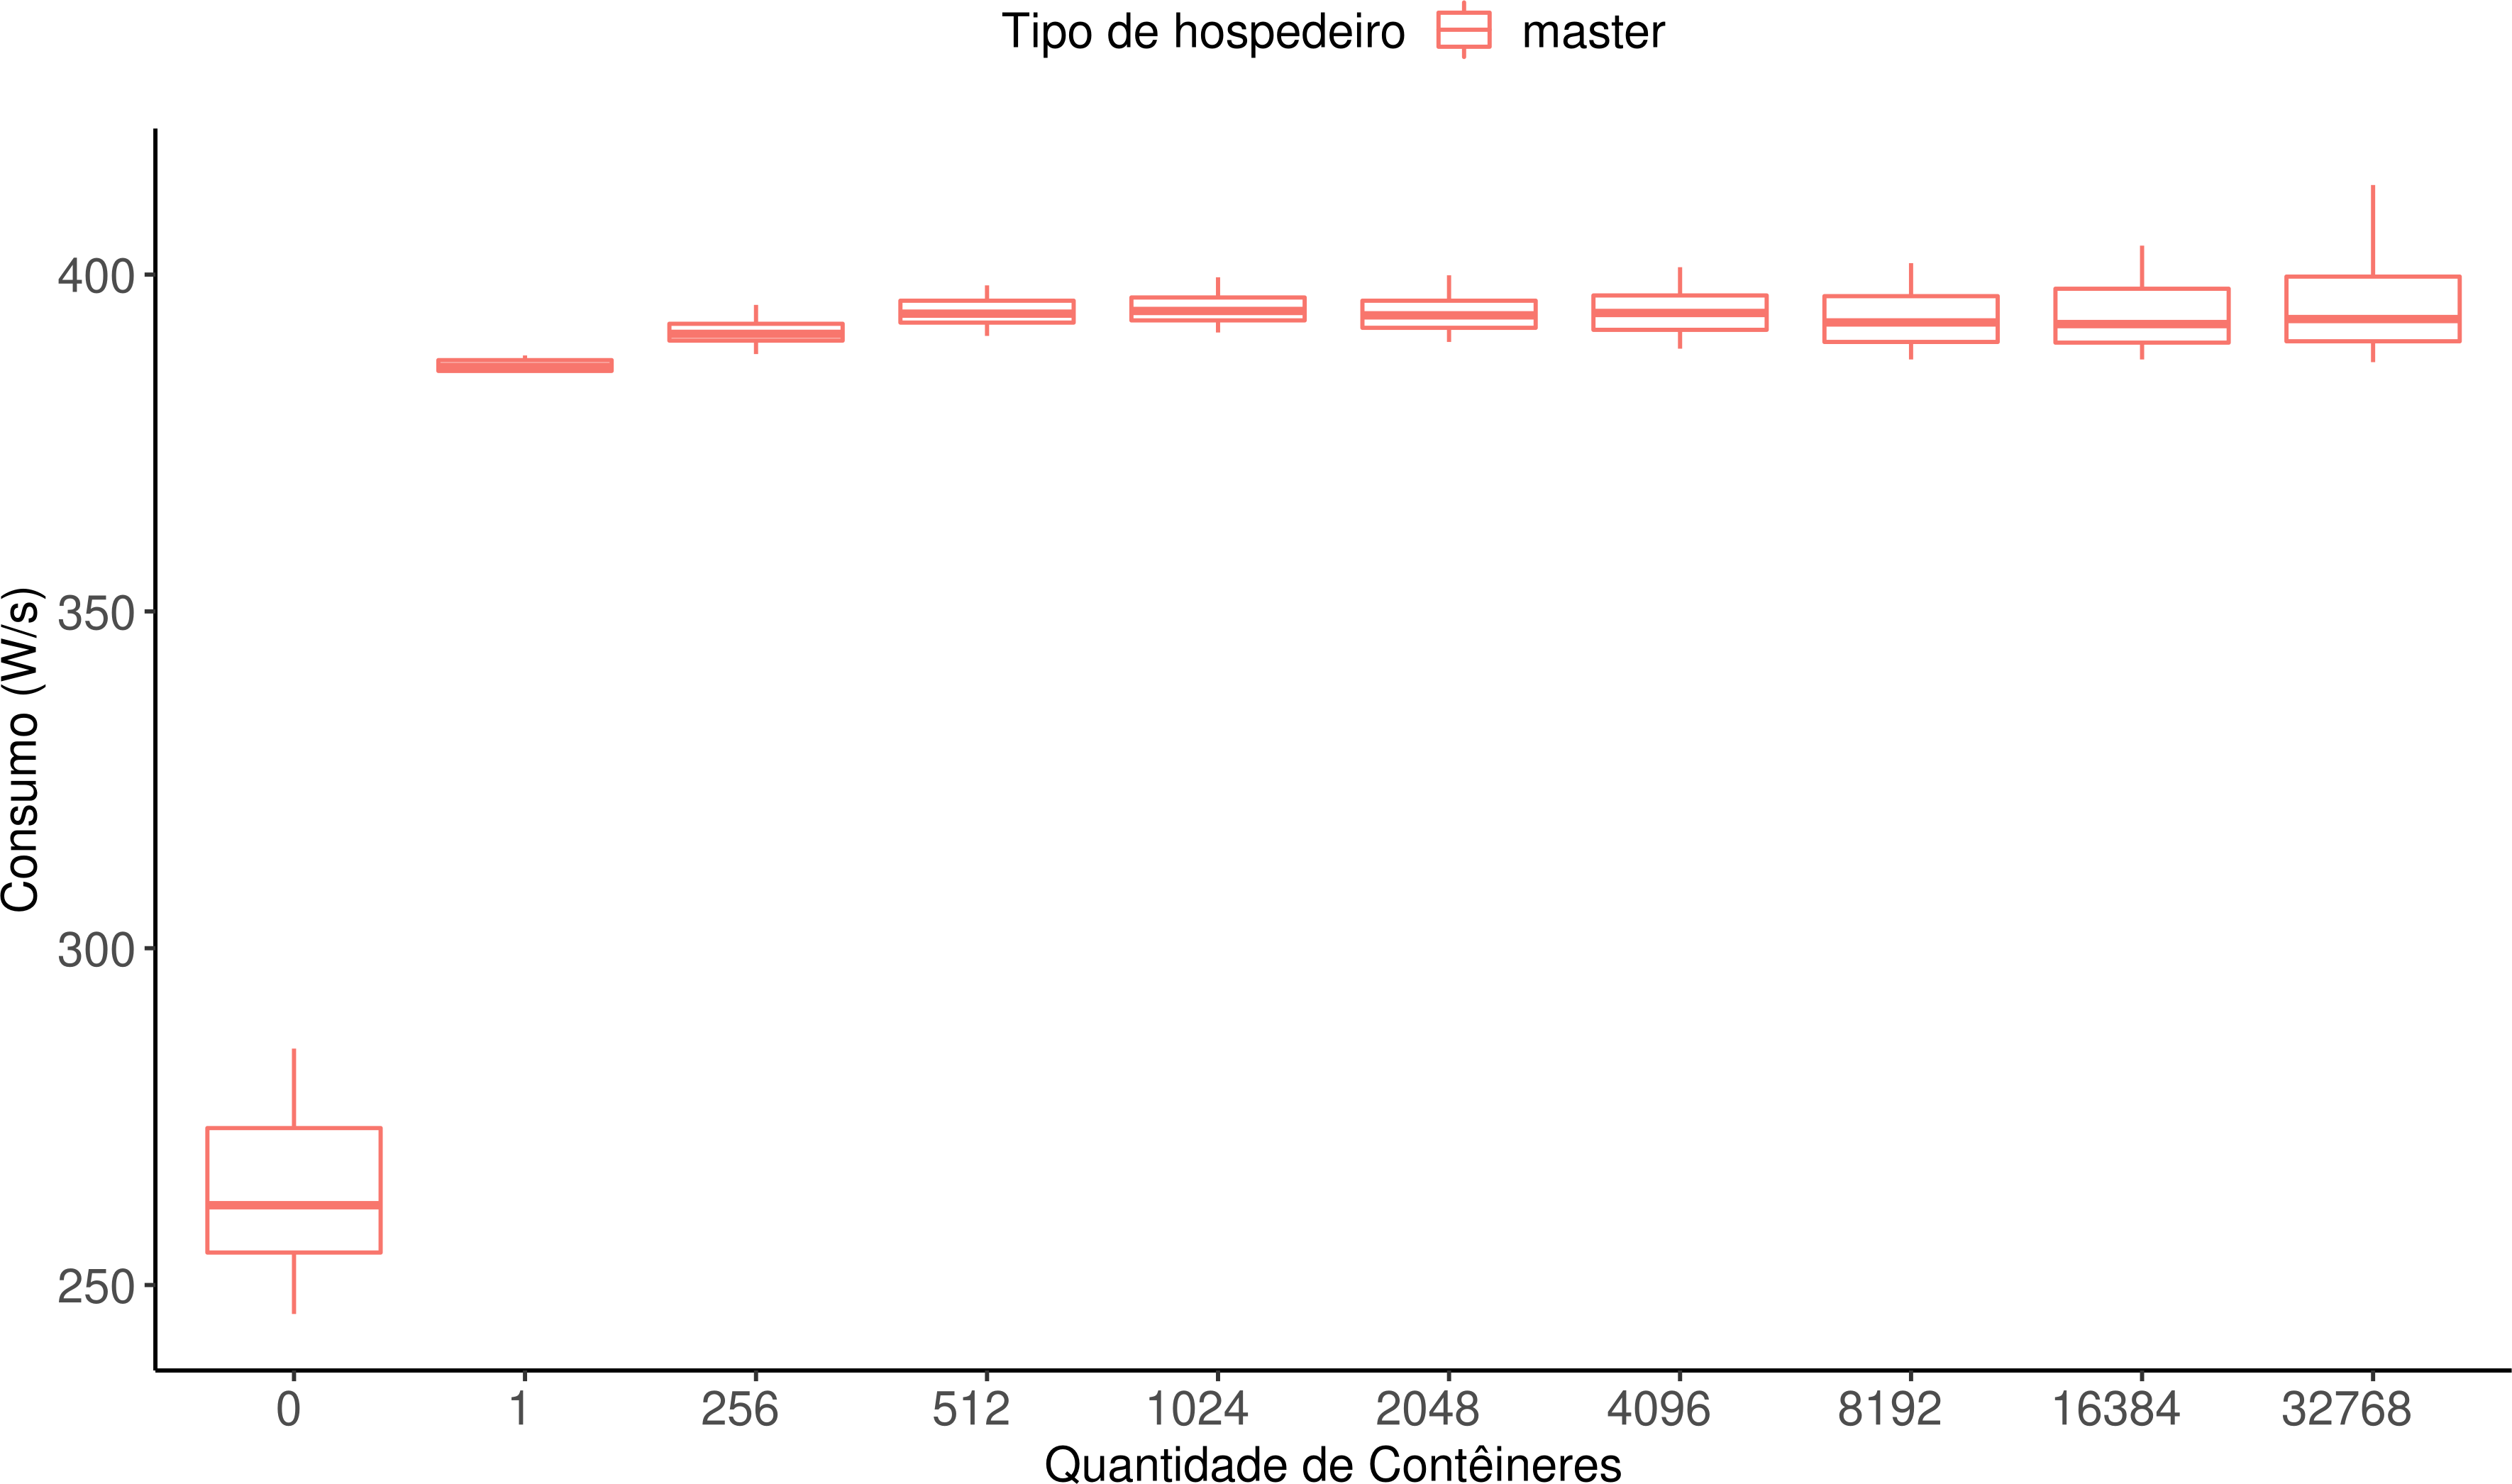 Tipo de hospedeiro master
Consumo (W/s)
400
350
300
250
0 1 256 512 1024 2048 4096 8192 16384 32768
Quantidade de Contêineres